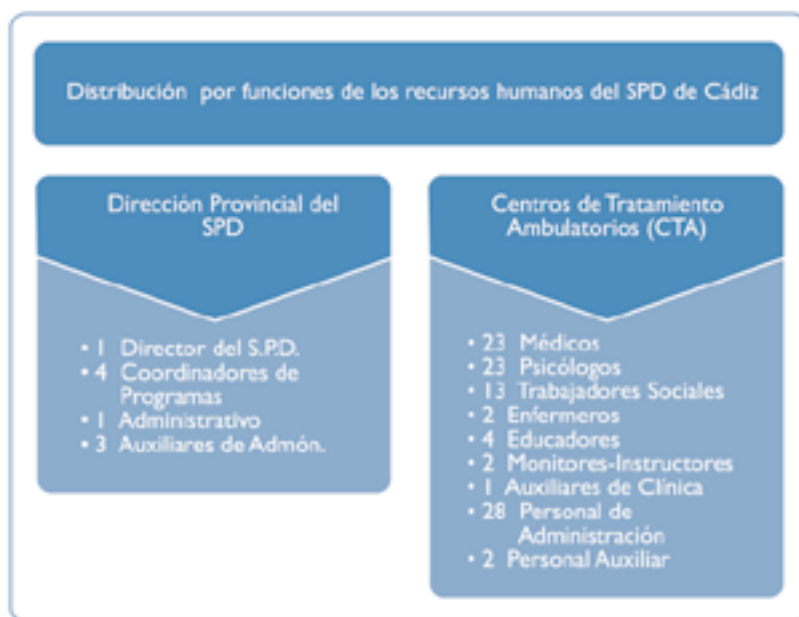 Distribución por funciones de los recursos humanos del SPD de Cádiz
Dirección Provincial del
SPD
• 1 Director del S.P.D.
• 4 Coordinadores de
Programas
• 1 Administrativo
• 3 Auxiliares de Admón.
Centros de Tratamiento
Ambulatorios (CTA)
• 23 Médicos
• 23 Psicólogos
• 13 Trabajadores Sociales
• 2 Enfermeros
• 4 Educadores
• 2 Monitores-Instructores
• 1 Auxiliares de Clínica
• 28 Personal de
Administración
• 2 Personal Auxiliar